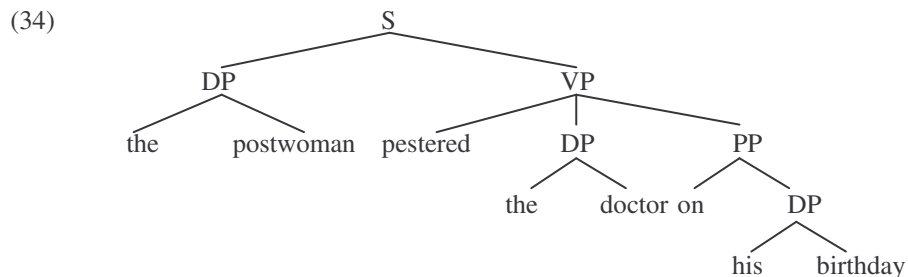 (34) S
DP VP
the postwoman pestered DP PP
the doctor on DP
his birthday